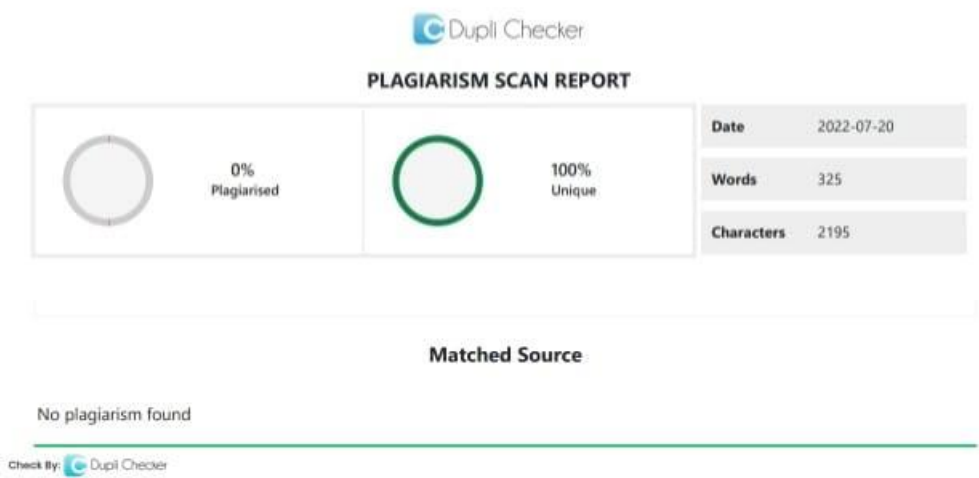 Dupli Checker
PLAGIARISM SCAN REPORT
0%
Plagiarised
100%
Unique
Date 2022-07-20
Words 325
Characters 2195
Matched Source
No plagiarism found
Check By: Dupli Checker